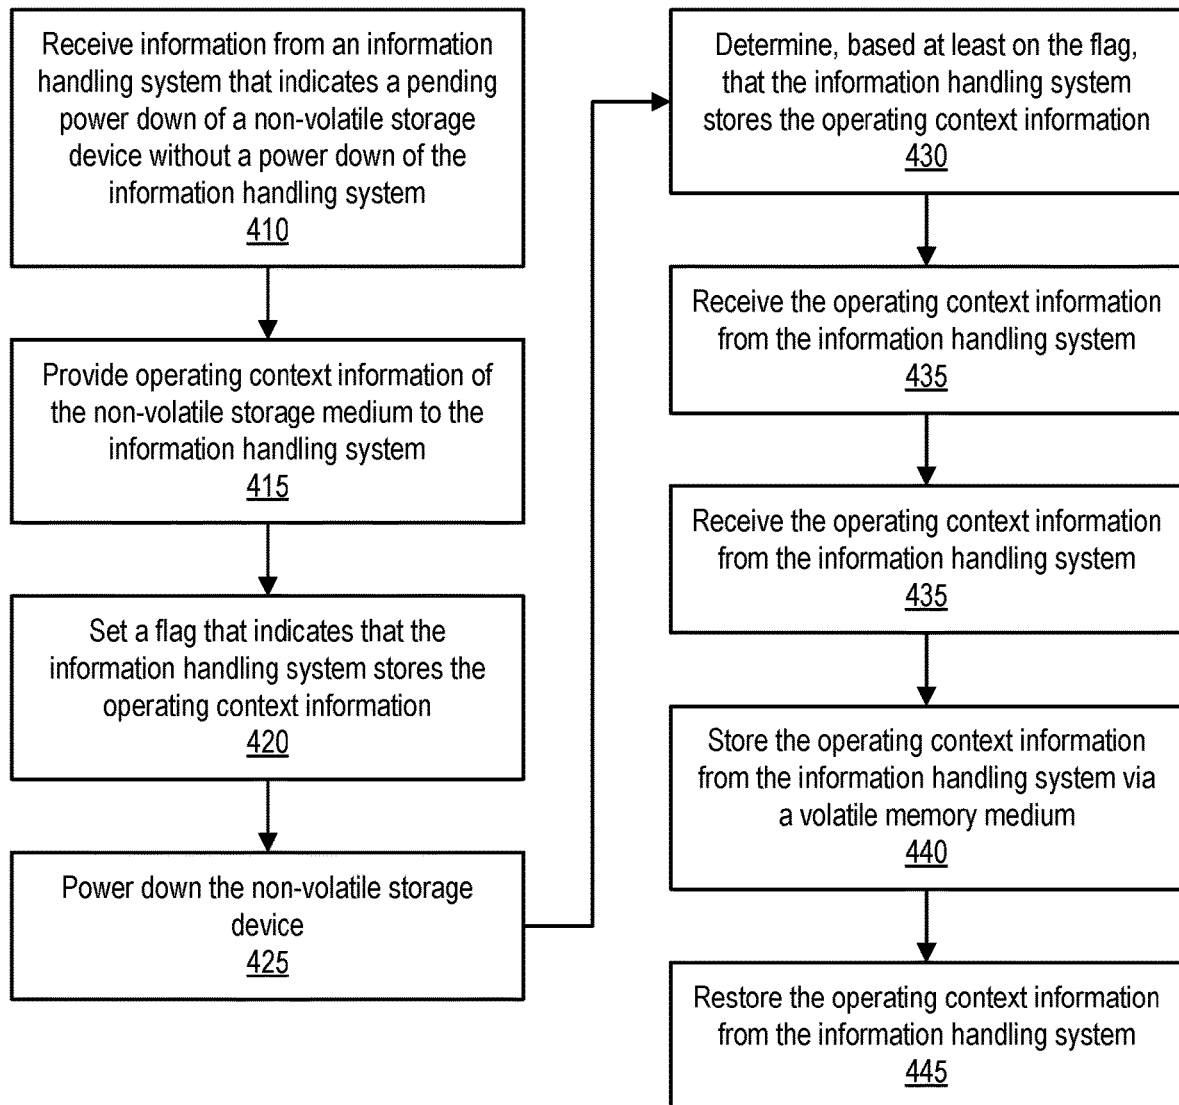 Receive information from an information
handling system that indicates a pending
power down of a non-volatile storage
device without a power down of the
information handling system
410
Provide operating context information of
the non-volatile storage medium to the
information handling system
415
Set a flag that indicates that the
information handling system stores the
operating context information
420
Power down the non-volatile storage
device
425
Determine, based at least on the flag,
that the information handling system
stores the operating context information
430
Receive the operating context information
from the information handling system
435
Receive the operating context information
from the information handling system
435
Store the operating context information
from the information handling system via
a volatile memory medium
440
Restore the operating context information
from the information handling system
445